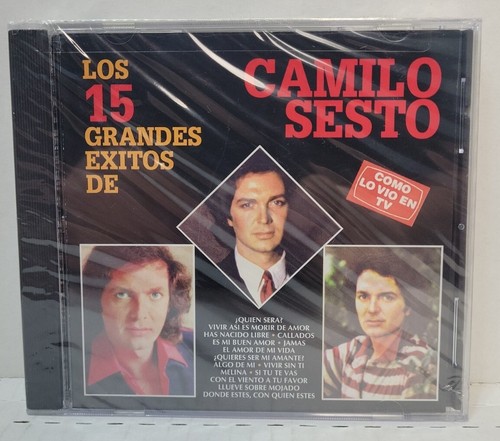 LOS
15
GRANDES
EXITOS
DE
CAMILO
SESTO
COMO
LO VIO EN
TV
¿QUIEN SERA?
VIVIR ASI ES MORIR DE AMOR
HAS NACIDO LIBRE • CALLADOS
ES MI BUEN AMOR • JAMAS
EL AMOR DE MI VIDA
¿QUIERES SER MI AMANTE?
ALGO DE MI • VIVIR SIN TI
MELINA • SI TU TE VAS
CON EL VIENTO A TU FAVOR
LLUEVE SOBRE MOJADO
DONDE ESTES, CON QUIEN ESTES